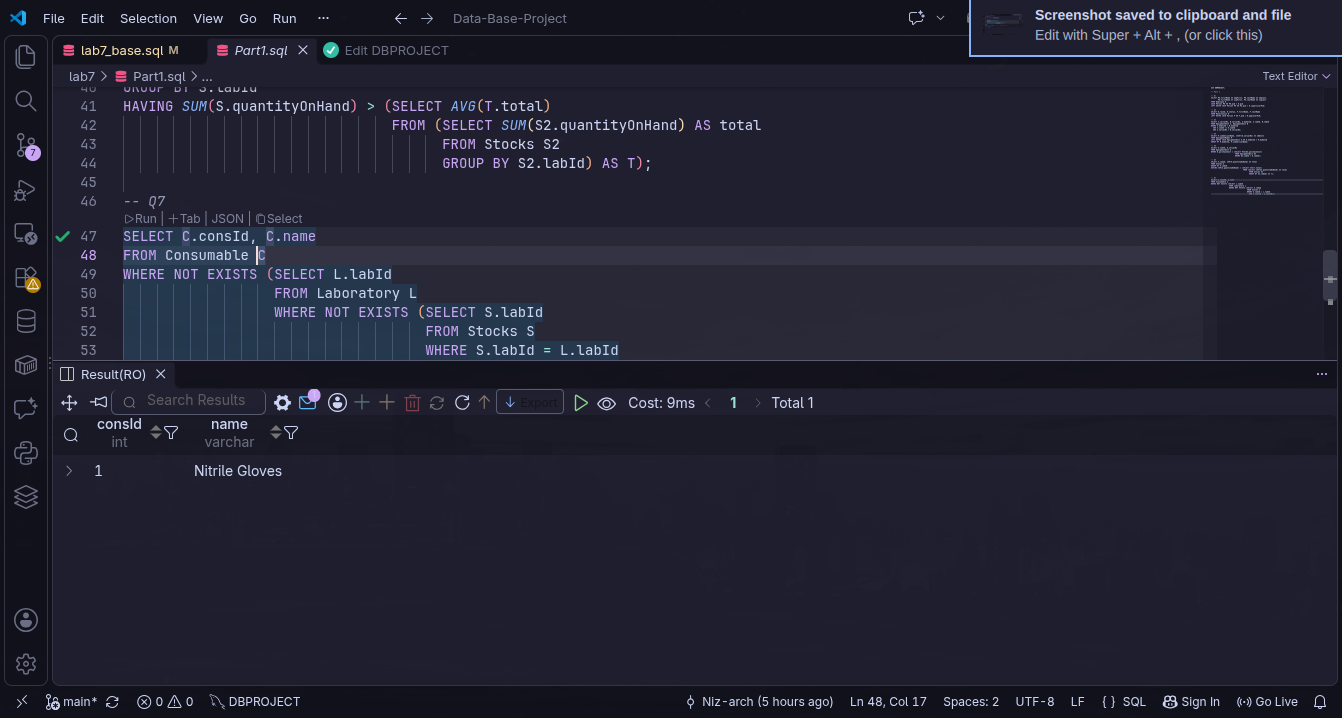 File Edit Selection View Go Run ··· Data-Base-Project
Screenshot saved to clipboard and file
Edit with Super + Alt + , (or click this)
lab7_base.sql M Part1.sql Edit DBPROJECT
lab7 > Part1.sql > ... Text Editor
40 GROUP BY S.labId
41 HAVING SUM(S.quantityOnHand) > (SELECT AVG(T.total)
42 FROM (SELECT SUM(S2.quantityOnHand) AS total
43 FROM Stocks S2
44 GROUP BY S2.labId) AS T);
45
46 -- Q7
Run | +Tab | JSON | Select
47 SELECT C.consId, C.name
48 FROM Consumable C
49 WHERE NOT EXISTS (SELECT L.labId
50 FROM Laboratory L
51 WHERE NOT EXISTS (SELECT S.labId
52 FROM Stocks S
53 WHERE S.labId = L.labId
7
Result(RO)
Search Results 1 Export Cost: 9ms < 1 > Total 1
consId name
int varchar
1 Nitrile Gloves
main* 0 0 DBPROJECT Niz-arch (5 hours ago) Ln 48, Col 17 Spaces: 2 UTF-8 LF { } SQL Sign In Go Live